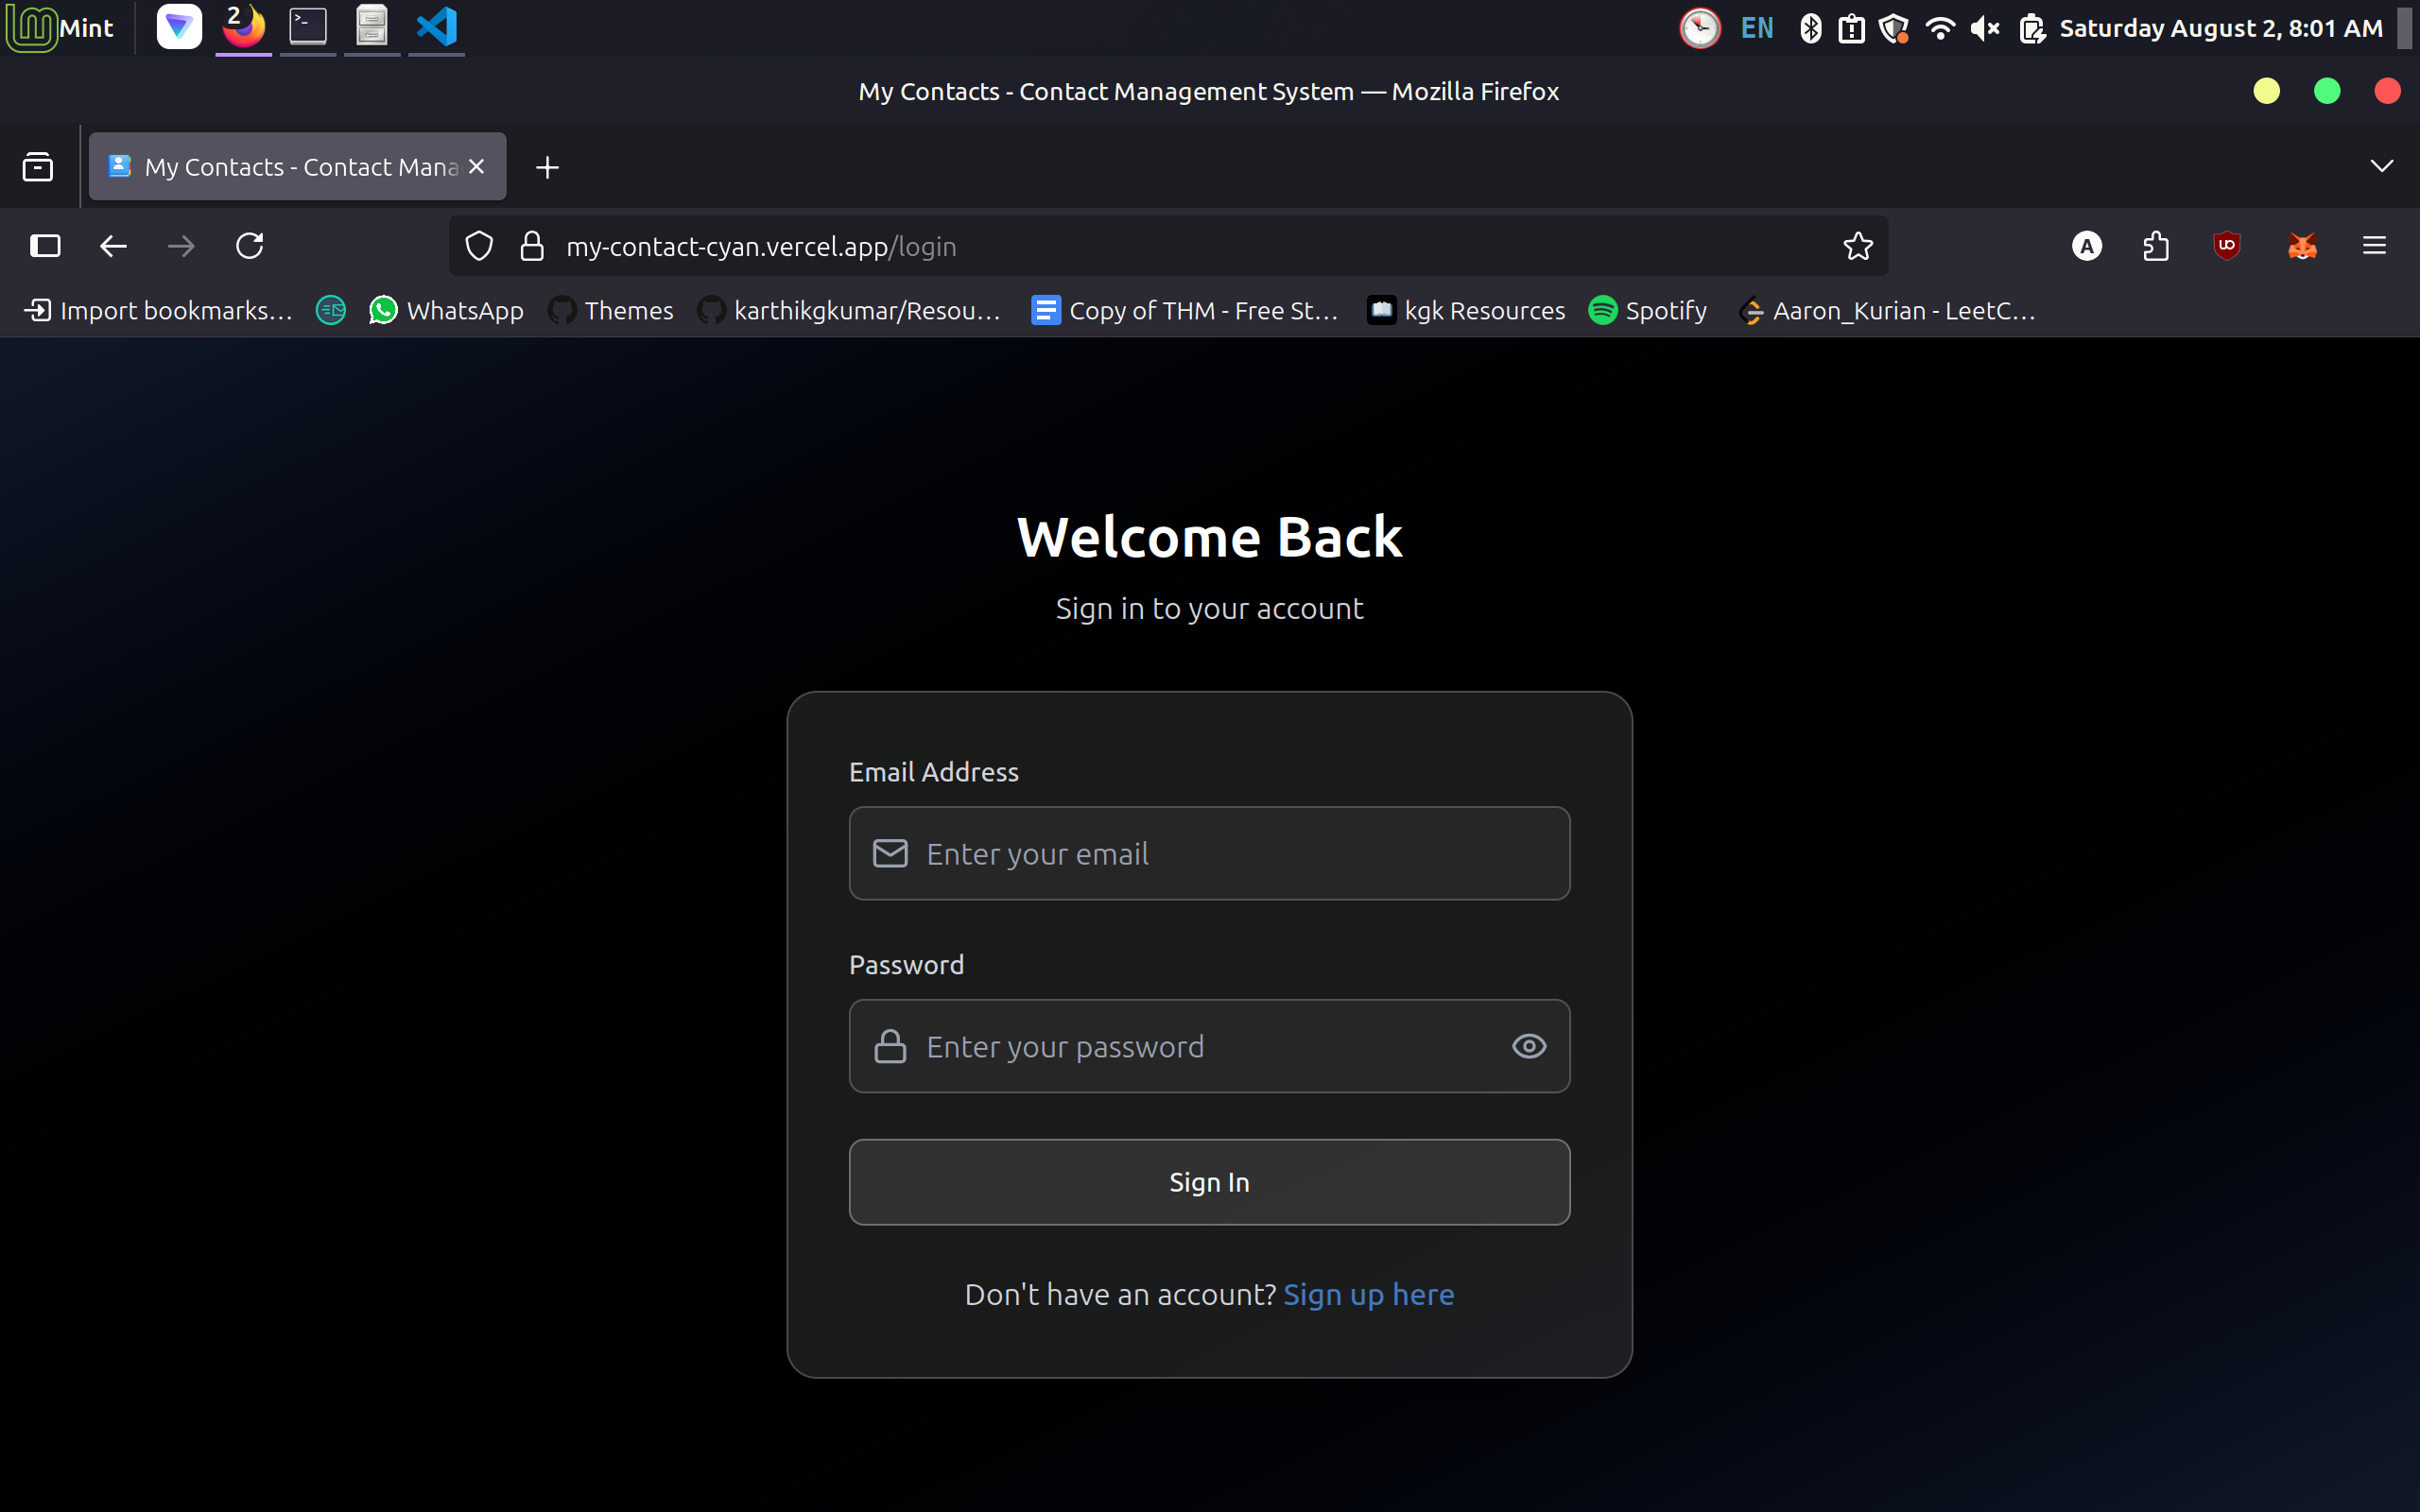 Mint 2 EN Saturday August 2, 8:01 AM
My Contacts - Contact Management System — Mozilla Firefox
My Contacts - Contact Mana
my-contact-cyan.vercel.app/login
Import bookmarks... WhatsApp Themes karthikgkumar/Resou... Copy of THM - Free St... kgk Resources Spotify Aaron_Kurian - LeetC...
Welcome Back
Sign in to your account
Email Address
Enter your email
Password
Enter your password
Sign In
Don't have an account? Sign up here